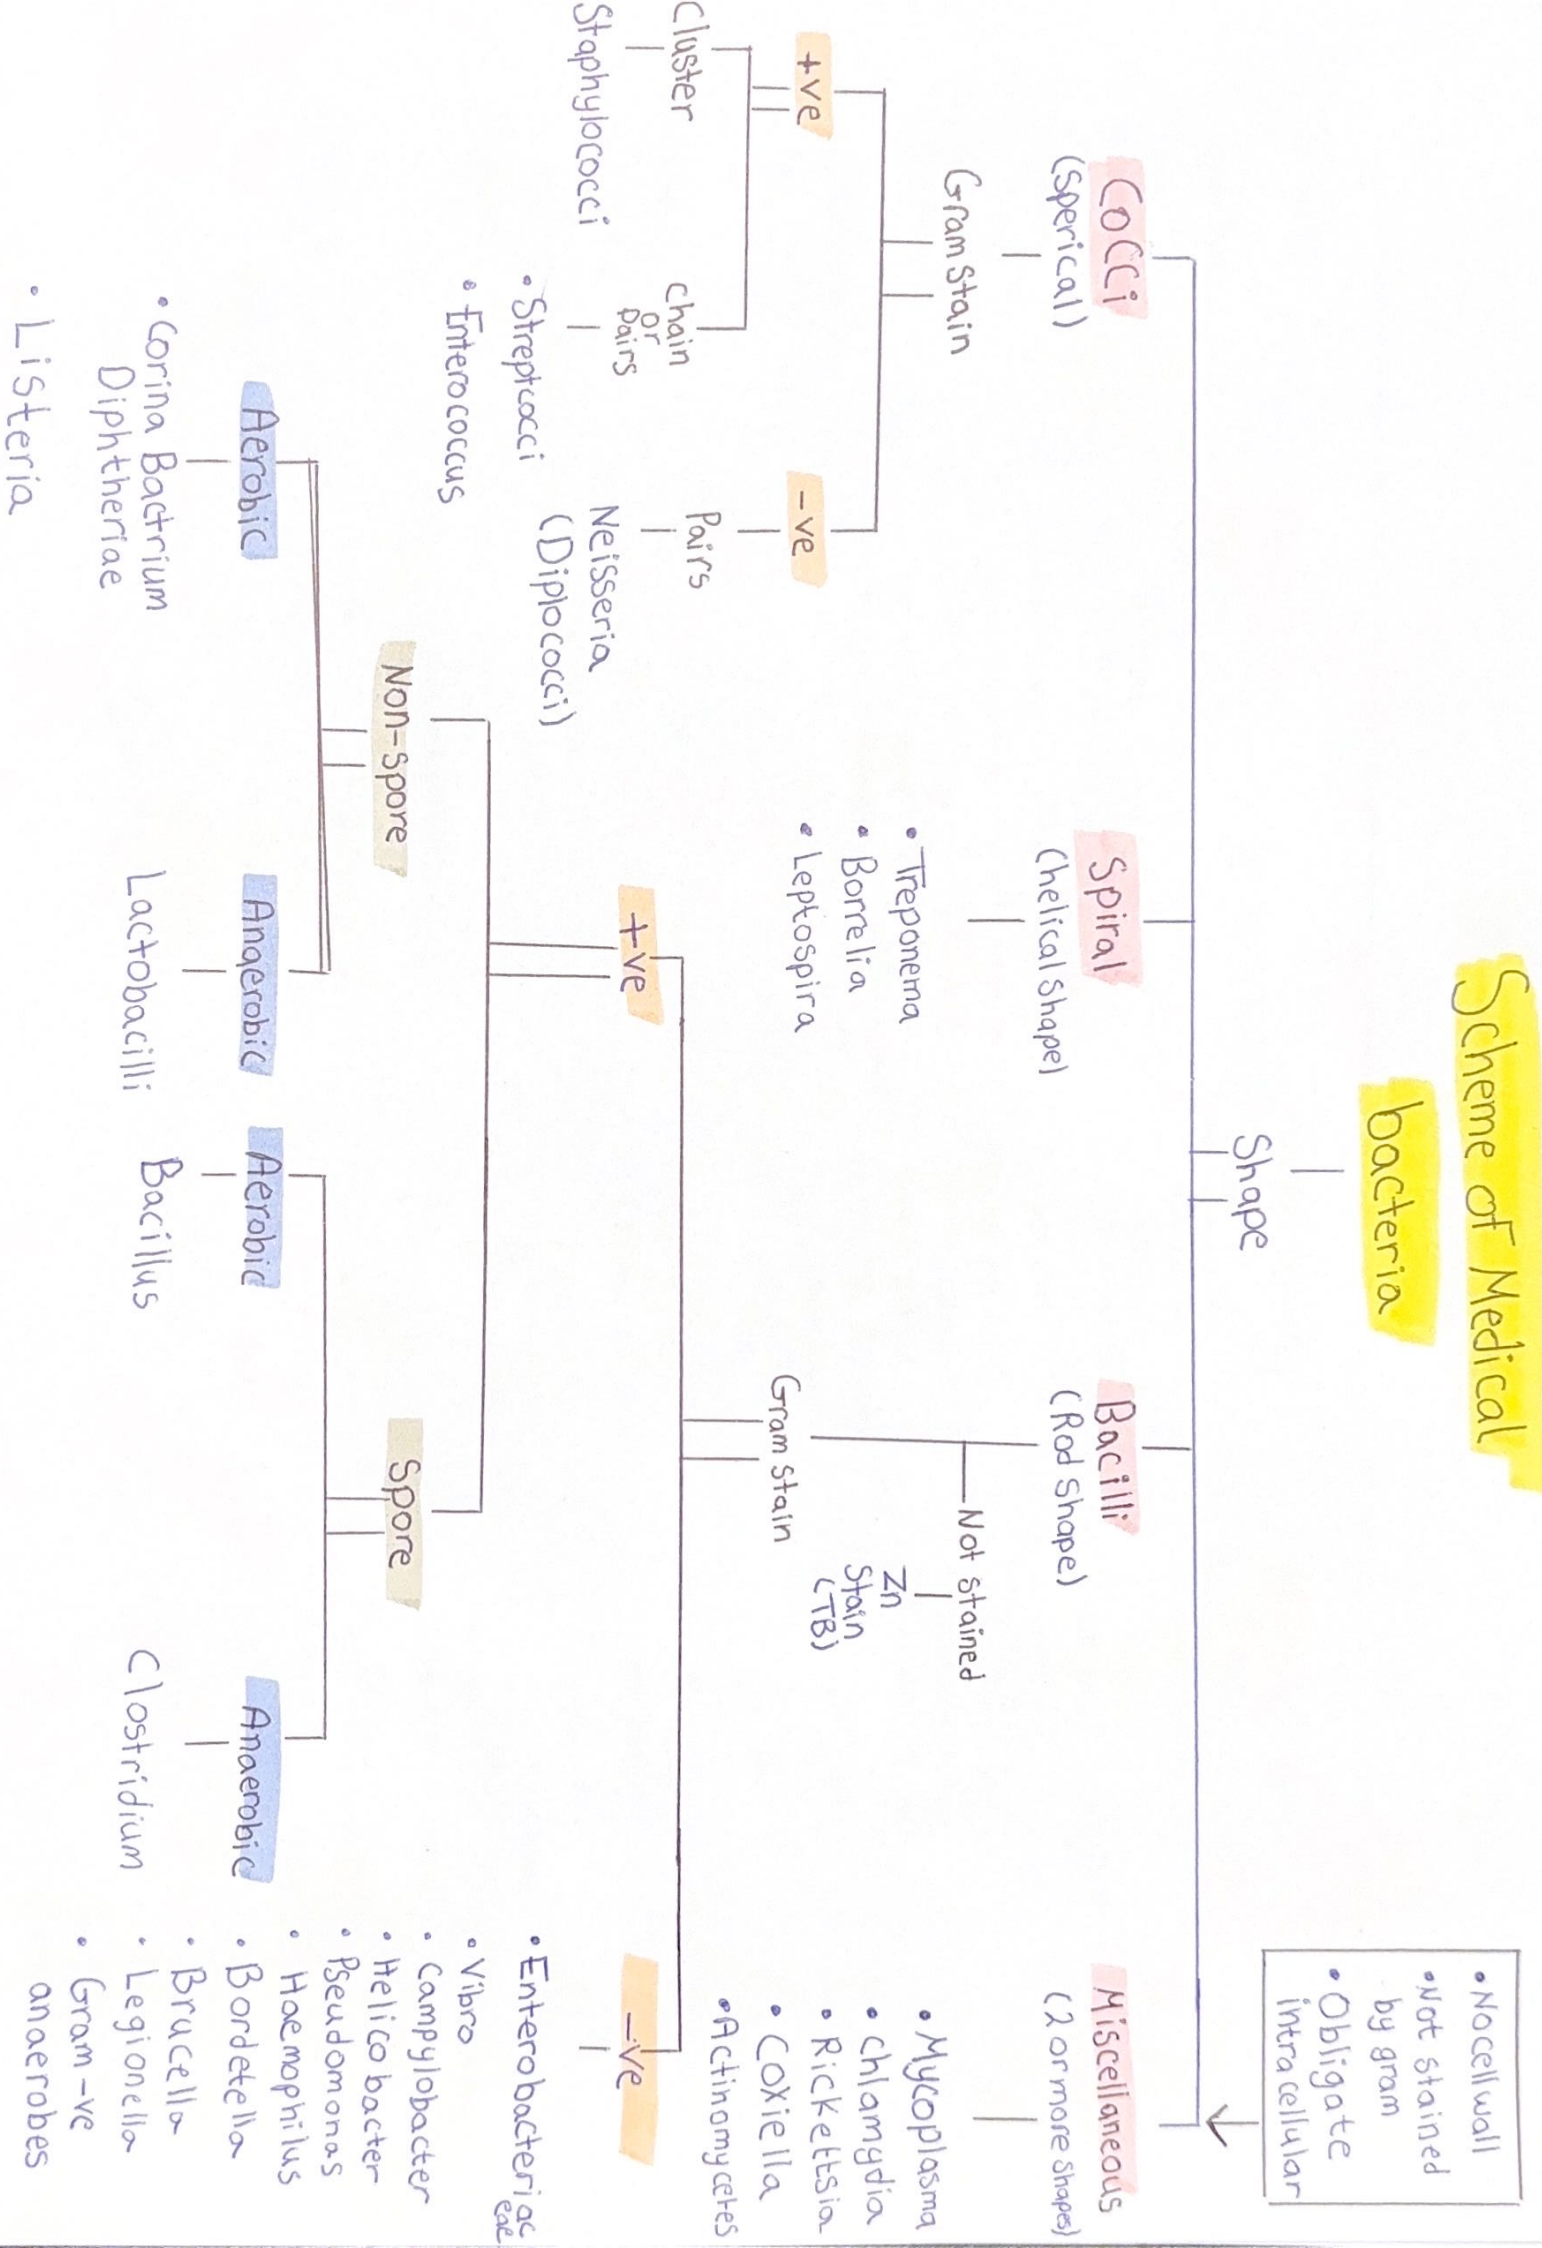 Scheme of Medical
bacteria
Shape
• No cell wall
• Not stained
by gram
• Obligate
intracellular
Cocci
(Sperical)
Gram Stain
+ve
Cluster
Staphylococci
Chain
or
Pairs
• Streptcocci
• Enterococcus
-ve
Pairs
Neisseria
(Diplococci)
Spiral
(helical shape)
• Treponema
• Borrelia
• Leptospira
Bacilli
(Rod shape)
Not stained
Zn
Stain
(TB)
Gram stain
+ve
Non-spore
Aerobic
• Corina Bactrium
Diphtheriae
• Listeria
Anaerobic
Lactobacilli
Spore
Aerobic
Bacillus
Anaerobic
Clostridium
-ve
• Enterobacteriac
eae
• Vibro
• Campylobacter
• Helico bacter
• Pseudomonas
• Haemophilus
• Bordetella
• Brucella
• Legionella
• Gram -ve
anaerobes
Miscellaneous
(2 or more shapes)
• Mycoplasma
• Chlamydia
• Rickettsia
• Coxiella
• Actinomycetes